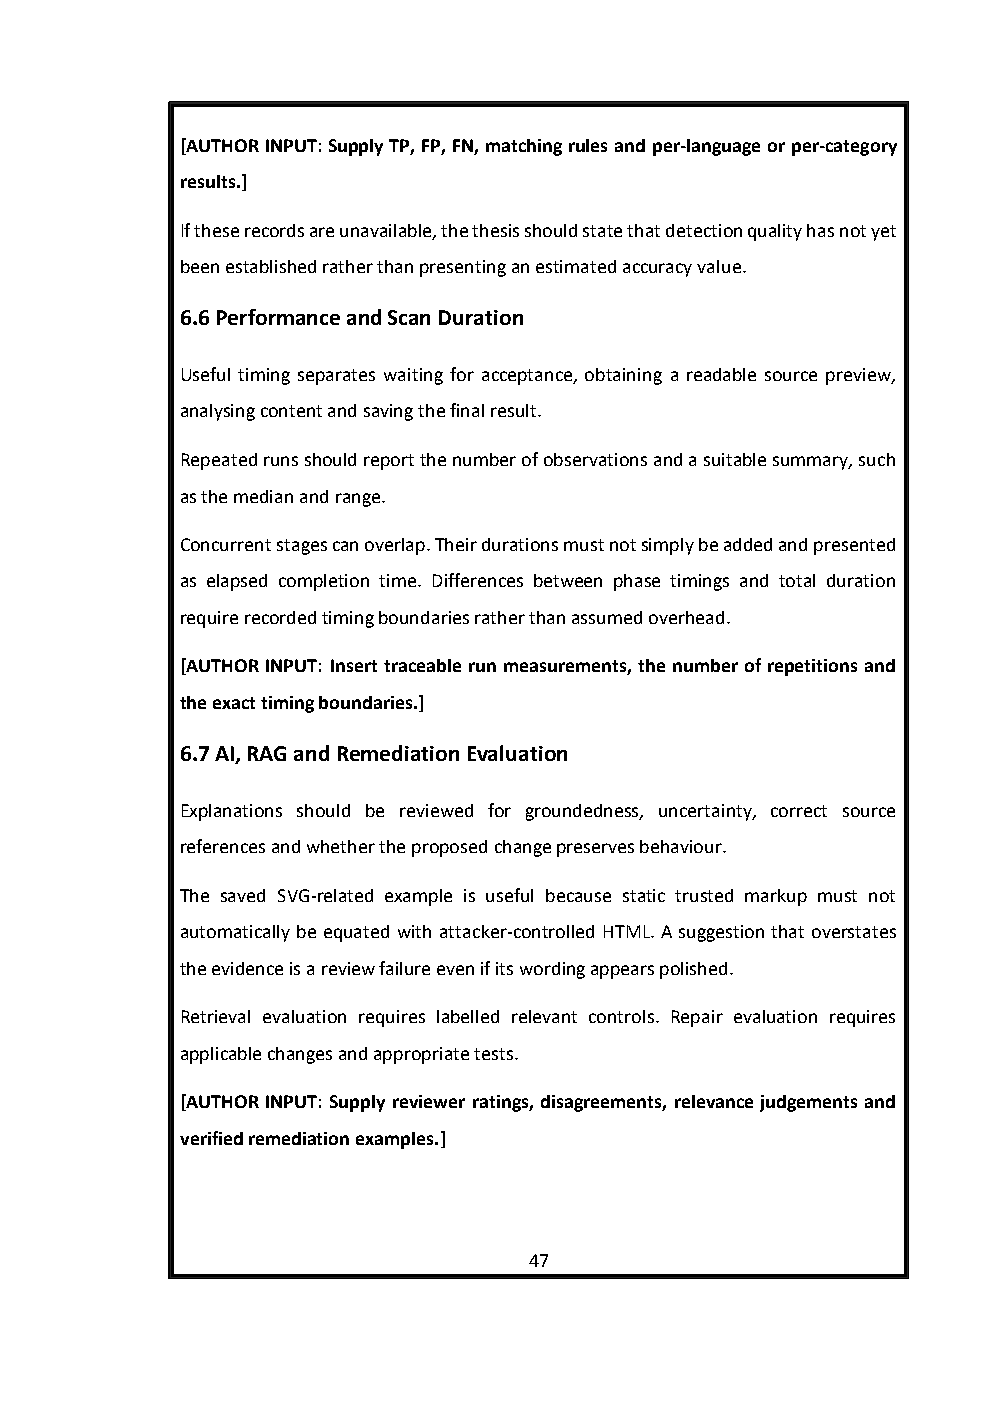 [AUTHOR INPUT: Supply TP, FP, FN, matching rules and per-language or per-category
results.]
If these records are unavailable, the thesis should state that detection quality has not yet
been established rather than presenting an estimated accuracy value.
6.6 Performance and Scan Duration
Useful timing separates waiting for acceptance, obtaining a readable source preview,
analysing content and saving the final result.
Repeated runs should report the number of observations and a suitable summary, such
as the median and range.
Concurrent stages can overlap. Their durations must not simply be added and presented
as elapsed completion time. Differences between phase timings and total duration
require recorded timing boundaries rather than assumed overhead.
[AUTHOR INPUT: Insert traceable run measurements, the number of repetitions and
the exact timing boundaries.]
6.7 AI, RAG and Remediation Evaluation
Explanations should be reviewed for groundedness, uncertainty, correct source
references and whether the proposed change preserves behaviour.
The saved SVG-related example is useful because static trusted markup must not
automatically be equated with attacker-controlled HTML. A suggestion that overstates
the evidence is a review failure even if its wording appears polished.
Retrieval evaluation requires labelled relevant controls. Repair evaluation requires
applicable changes and appropriate tests.
[AUTHOR INPUT: Supply reviewer ratings, disagreements, relevance judgements and
verified remediation examples.]
47